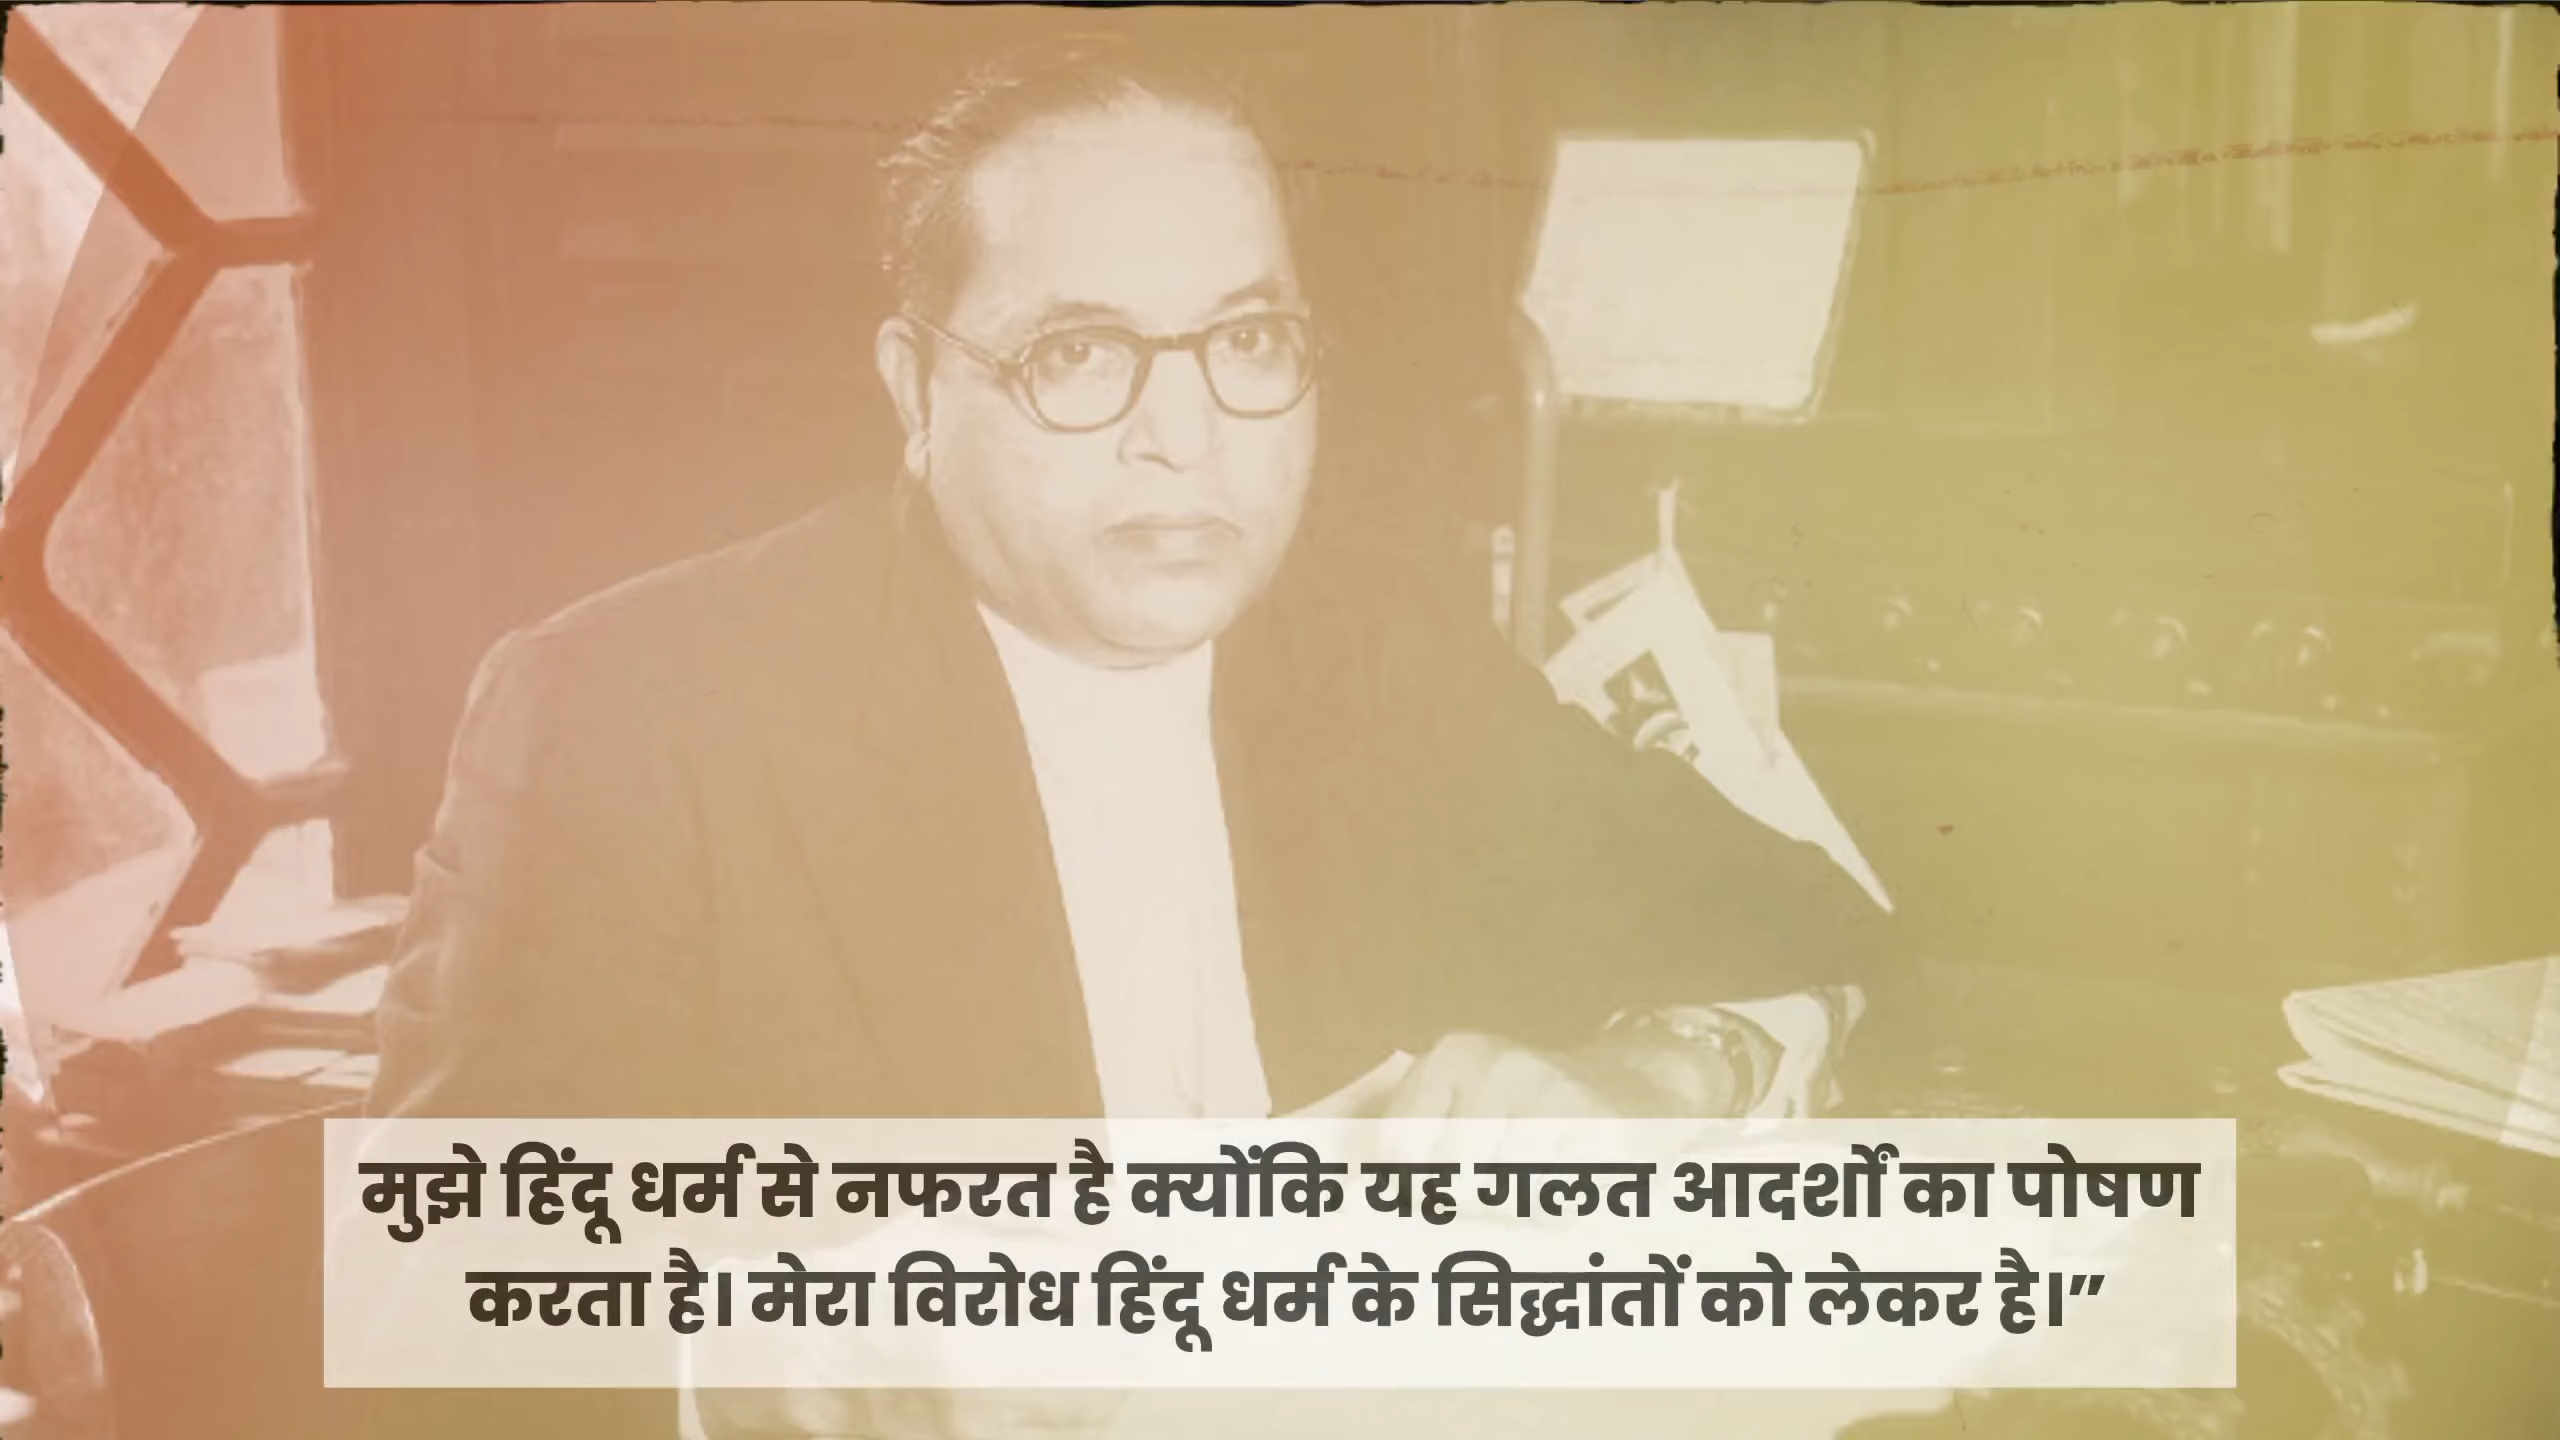 मुझे हिंदू धर्म से नफरत है क्योंकि यह गलत आदर्शों का पोषण
करता है। मेरा विरोध हिंदू धर्म के सिद्धांतों को लेकर है।”